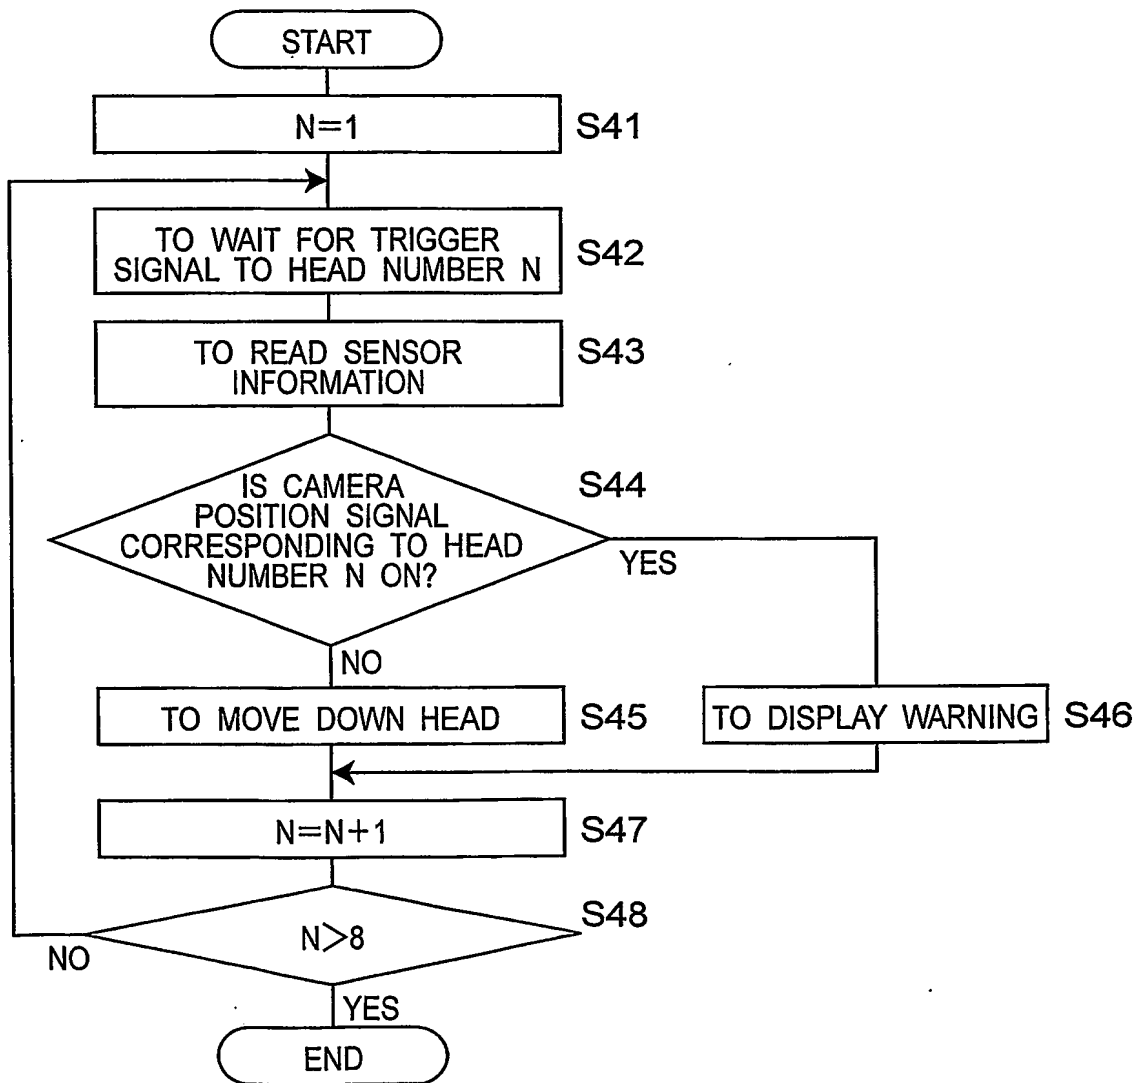 START
N=1
S41
TO WAIT FOR TRIGGER
SIGNAL TO HEAD NUMBER N
S42
TO READ SENSOR
INFORMATION
S43
IS CAMERA
POSITION SIGNAL
CORRESPONDING TO HEAD
NUMBER N ON?
S44
YES
NO
TO MOVE DOWN HEAD
S45
TO DISPLAY WARNING
S46
N=N+1
S47
N>8
S48
NO
YES
END